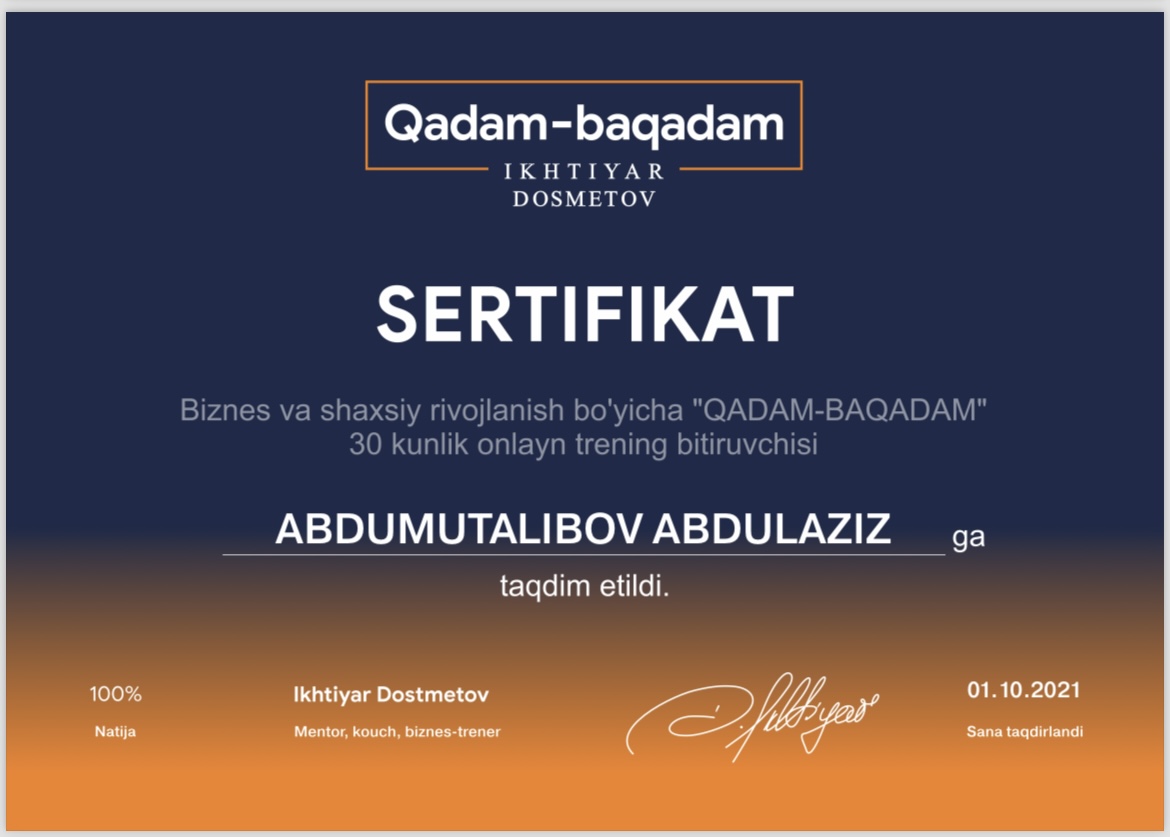 Qadam-baqadam
IKHTIYAR
DOSMETOV
SERTIFIKAT
Biznes va shaxsiy rivojlanish bo'yicha "QADAM-BAQADAM"
30 kunlik onlayn trening bitiruvchisi
ABDUMUTALIBOV ABDULAZIZ ga
taqdim etildi.
100%
Natija
Ikhtiyar Dostmetov
Mentor, kouch, biznes-trener
01.10.2021
Sana taqdirlandi